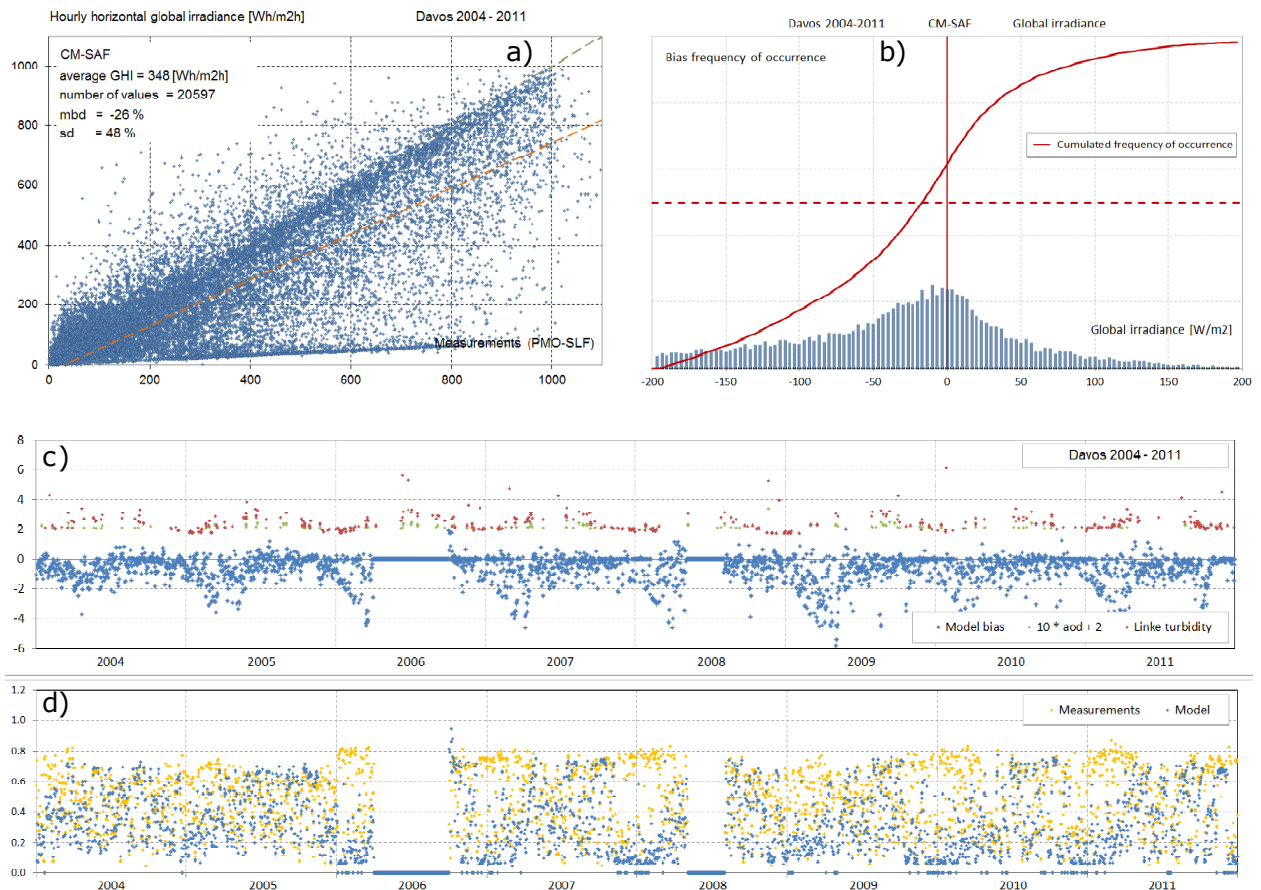 Hourly horizontal global irradiance [Wh/m2h] Davos 2004 - 2011
a)
CM-SAF
average GHI = 348 [Wh/m2h]
number of values = 20597
mbd = -26 %
sd = 48 %
1000
800
600
400
200
0
Measurements (PMO-SLF)
0 200 400 600 800 1000
Davos 2004-2011 CM-SAF Global irradiance
Bias frequency of occurrence
b)
Cumulated frequency of occurrence
Global irradiance [W/m2]
-200 -150 -100 -50 0 50 100 150 200
c)
Davos 2004 - 2011
8
6
4
2
0
-2
-4
-6
Model bias 10 * aod + 2 Linke turbidity
2004 2005 2006 2007 2008 2009 2010 2011
d)
Measurements Model
1.2
1.0
0.8
0.6
0.4
0.2
0.0
2004 2005 2006 2007 2008 2009 2010 2011